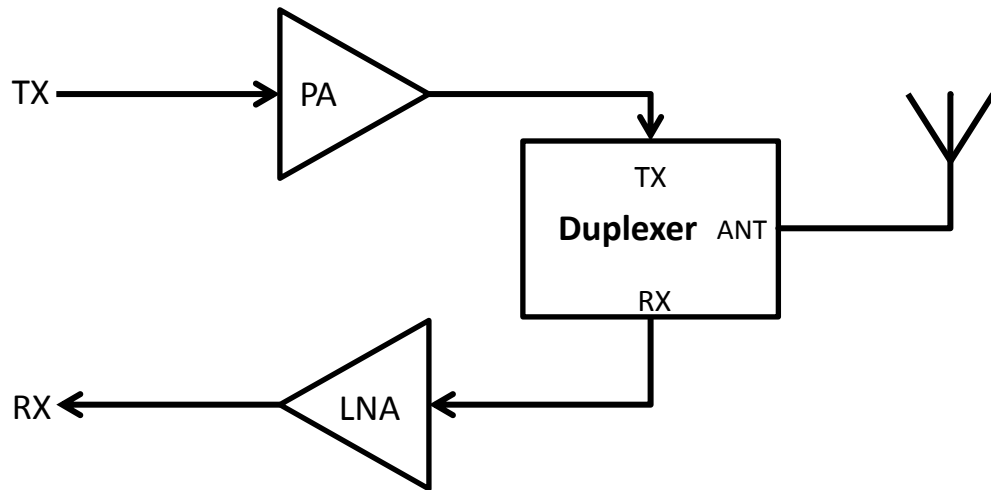 TX
PA
TX
Duplexer ANT
RX
RX
LNA